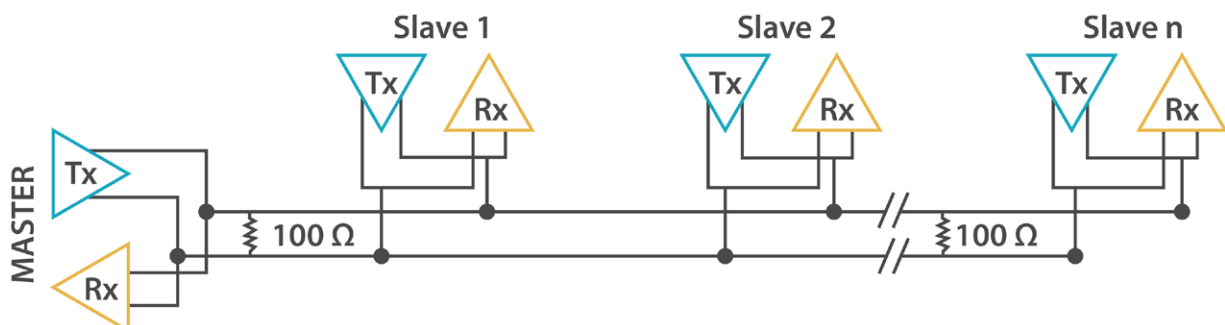 Slave 1
Slave 2
Slave n
Tx
Rx
Tx
Rx
Tx
Rx
MASTER
Tx
100 Ω
100 Ω
Rx